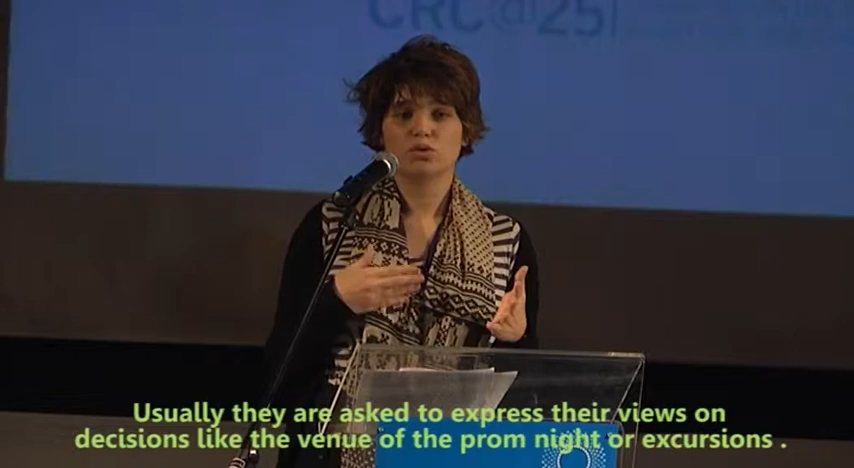 CRC@25
Usually they are asked to express their views on
decisions like the venue of the prom night or excursions .